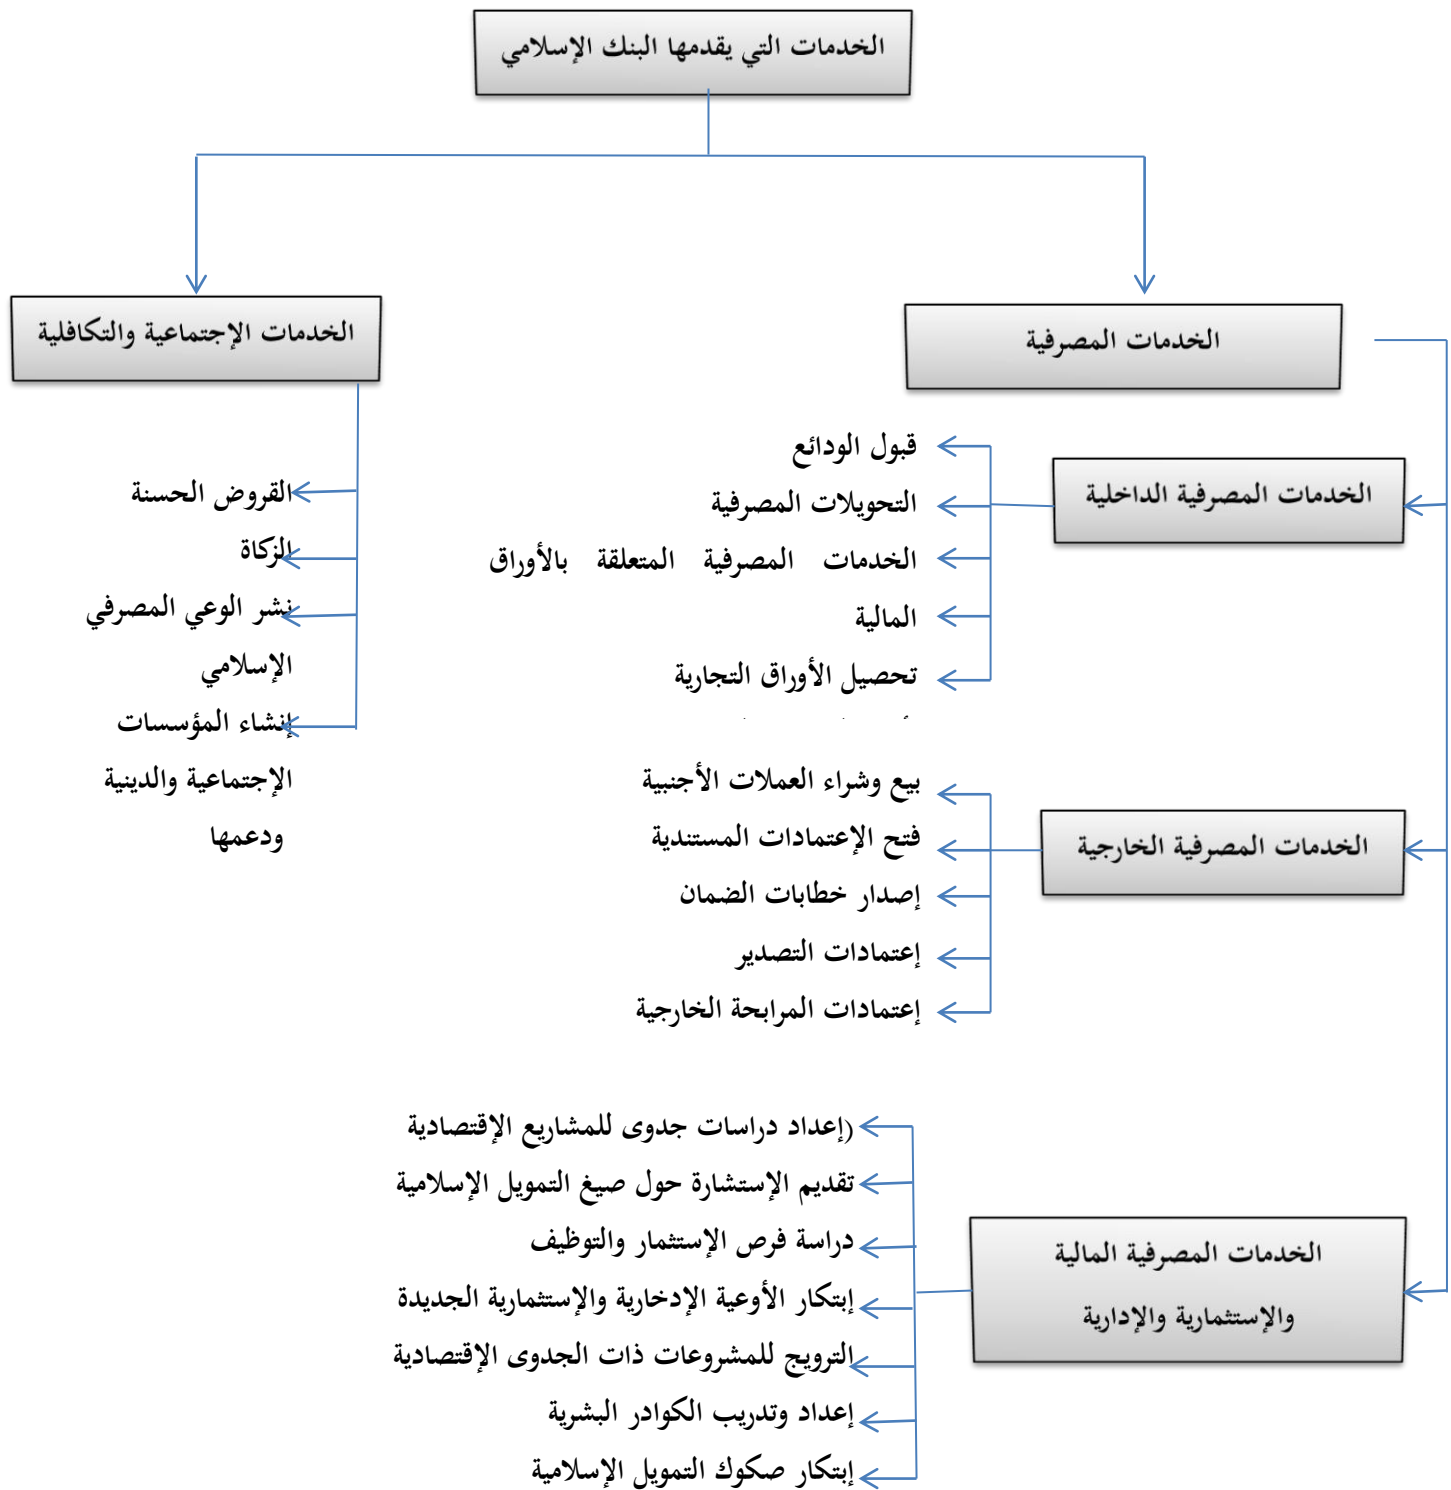 الخدمات التي يقدمها البنك الإسلامي
الخدمات المصرفية
الخدمات المصرفية الداخلية
قبول الودائع
التحويلات المصرفية
الخدمات المصرفية المتعلقة بالأوراق
المالية
تحصيل الأوراق التجارية
الخدمات المصرفية الخارجية
بيع وشراء العملات الأجنبية
فتح الإعتمادات المستندية
إصدار خطابات الضمان
إعتمادات التصدير
إعتمادات المرابحة الخارجية
الخدمات المصرفية المالية
والإستثمارية والإدارية
(إعداد دراسات جدوى للمشاريع الإقتصادية
تقديم الإستشارة حول صيغ التمويل الإسلامية
دراسة فرص الإستثمار والتوظيف
إبتكار الأوعية الإدخارية والإستثمارية الجديدة
الترويج للمشروعات ذات الجدوى الإقتصادية
إعداد وتدريب الكوادر البشرية
إبتكار صكوك التمويل الإسلامية
الخدمات الإجتماعية والتكافلية
القروض الحسنة
الزكاة
نشر الوعي المصرفي
الإسلامي
إنشاء المؤسسات
الإجتماعية والدينية
ودعمها